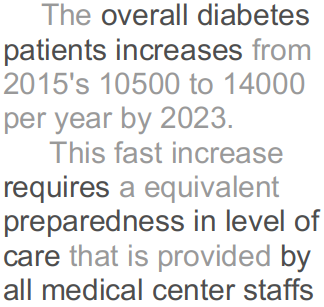 The overall diabetes
patients increases from
2015's 10500 to 14000
per year by 2023.
This fast increase
requires a equivalent
preparedness in level of
care that is provided by
all medical center staffs